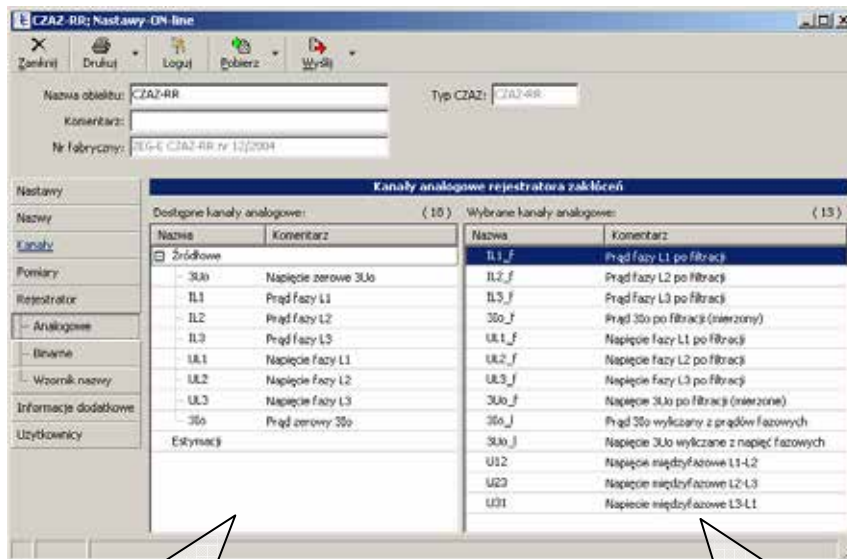 CZAZ-RR; Nastawy-ON-line
Zamknij Drukuj Loguj Pobierz Wyślij
Nazwa obiektu: CZAZ-RR Typ CZAZ: CZAZ-RR
Komentarz:
Nr fabryczny: ZEG-E CZAZ-RR nr 12/2004
Nastawy
Nazwy
Kanały
Pomiary
Rejestrator
Analogowe
Binarne
Wzornik nazwy
Informacje dodatkowe
Użytkownicy
Kanały analogowe rejestratora zakłóceń
Dostępne kanały analogowe: (10)
Nazwa Komentarz
Źródłowe
3Uo Napięcie zerowe 3Uo
IL1 Prąd fazy L1
IL2 Prąd fazy L2
IL3 Prąd fazy L3
UL1 Napięcie fazy L1
UL2 Napięcie fazy L2
UL3 Napięcie fazy L3
3Io Prąd zerowy 3Io
Estymacji
Wybrane kanały analogowe: (13)
Nazwa Komentarz
IL1_f Prąd fazy L1 po filtracji
IL2_f Prąd fazy L2 po filtracji
IL3_f Prąd fazy L3 po filtracji
3Io_f Prąd 3Io po filtracji (mierzony)
UL1_f Napięcie fazy L1 po filtracji
UL2_f Napięcie fazy L2 po filtracji
UL3_f Napięcie fazy L3 po filtracji
3Uo_f Napięcie 3Uo po filtracji (mierzone)
3Io_l Prąd 3Io wyliczany z prądów fazowych
3Uo_l Napięcie 3Uo wyliczane z napięć fazowych
U12 Napięcie międzyfazowe L1-L2
U23 Napięcie międzyfazowe L2-L3
U31 Napięcie międzyfazowe L3-L1